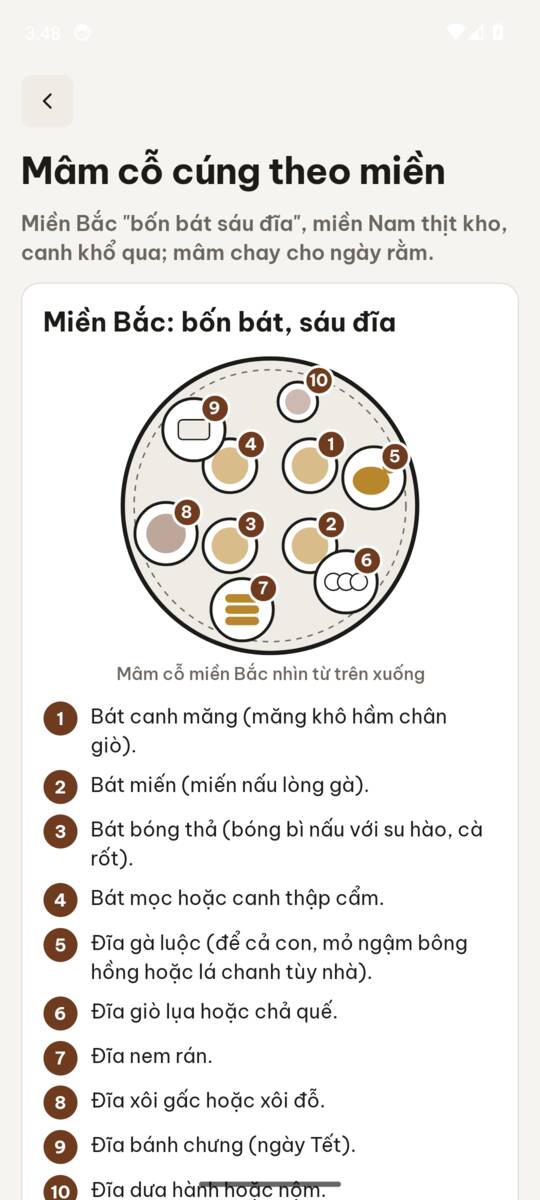 3:48
Mâm cỗ cúng theo miền
Miền Bắc "bốn bát sáu đĩa", miền Nam thịt kho,
canh khổ qua; mâm chay cho ngày rằm.
Miền Bắc: bốn bát, sáu đĩa
10
9
4
1
5
8
3
2
6
7
Mâm cỗ miền Bắc nhìn từ trên xuống
1 Bát canh măng (măng khô hầm chân
giò).
2 Bát miến (miến nấu lòng gà).
3 Bát bóng thả (bóng bì nấu với su hào, cà
rốt).
4 Bát mọc hoặc canh thập cẩm.
5 Đĩa gà luộc (để cả con, mỏ ngậm bông
hồng hoặc lá chanh tùy nhà).
6 Đĩa giò lụa hoặc chả quế.
7 Đĩa nem rán.
8 Đĩa xôi gấc hoặc xôi đỗ.
9 Đĩa bánh chưng (ngày Tết).
10 Đĩa dưa hành hoặc nộm.